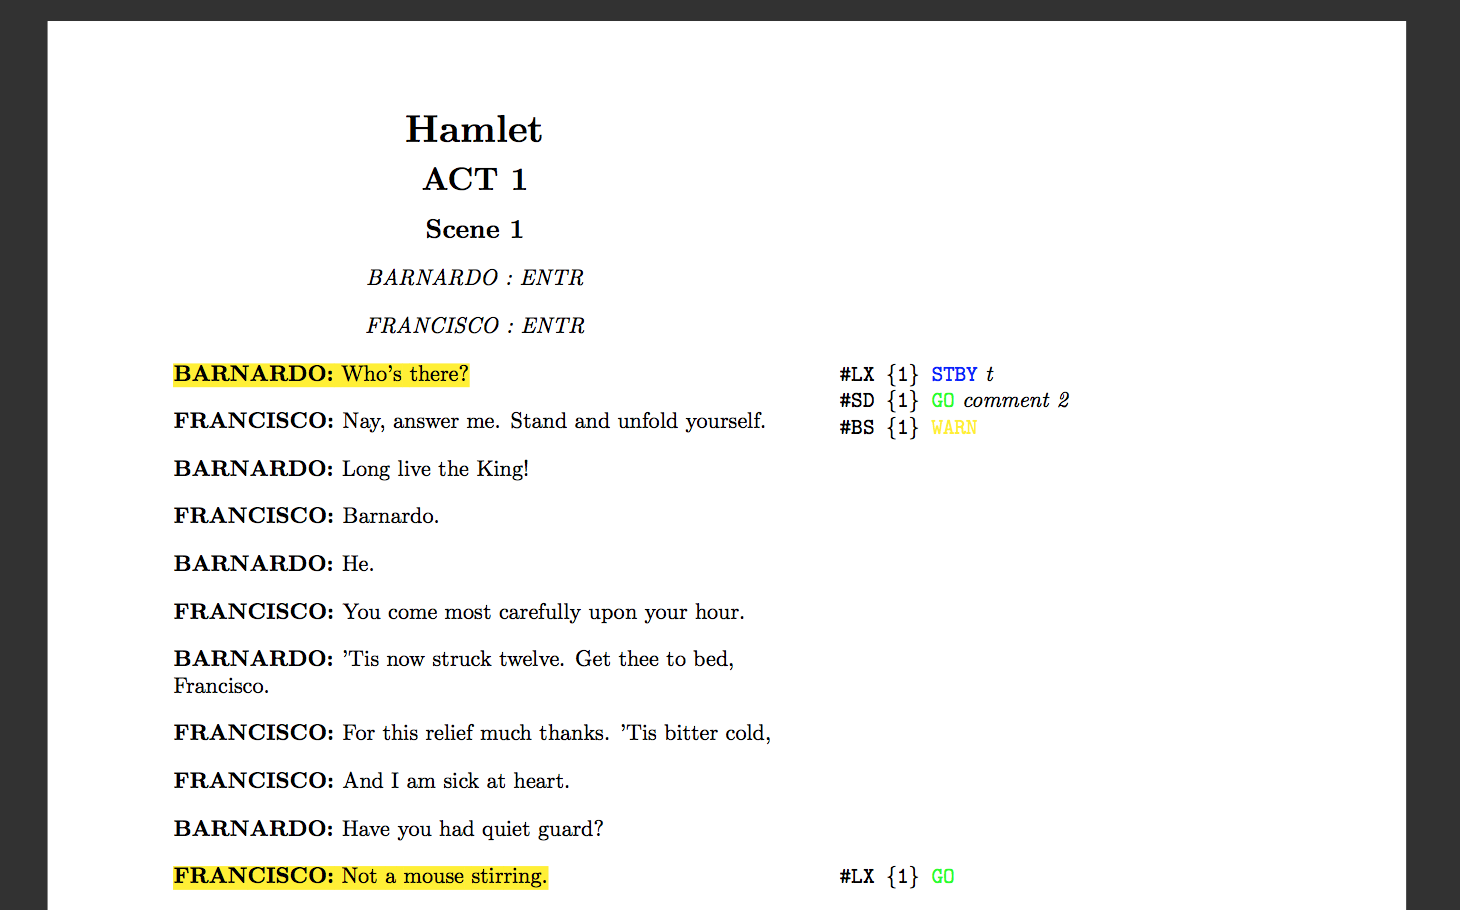 Hamlet
ACT 1
Scene 1
BARNARDO : ENTR
FRANCISCO : ENTR
BARNARDO: Who’s there? #LX {1} STBY t
#SD {1} GO comment 2
FRANCISCO: Nay, answer me. Stand and unfold yourself. #BS {1} WARN
BARNARDO: Long live the King!
FRANCISCO: Barnardo.
BARNARDO: He.
FRANCISCO: You come most carefully upon your hour.
BARNARDO: ’Tis now struck twelve. Get thee to bed,
Francisco.
FRANCISCO: For this relief much thanks. ’Tis bitter cold,
FRANCISCO: And I am sick at heart.
BARNARDO: Have you had quiet guard?
FRANCISCO: Not a mouse stirring. #LX {1} GO